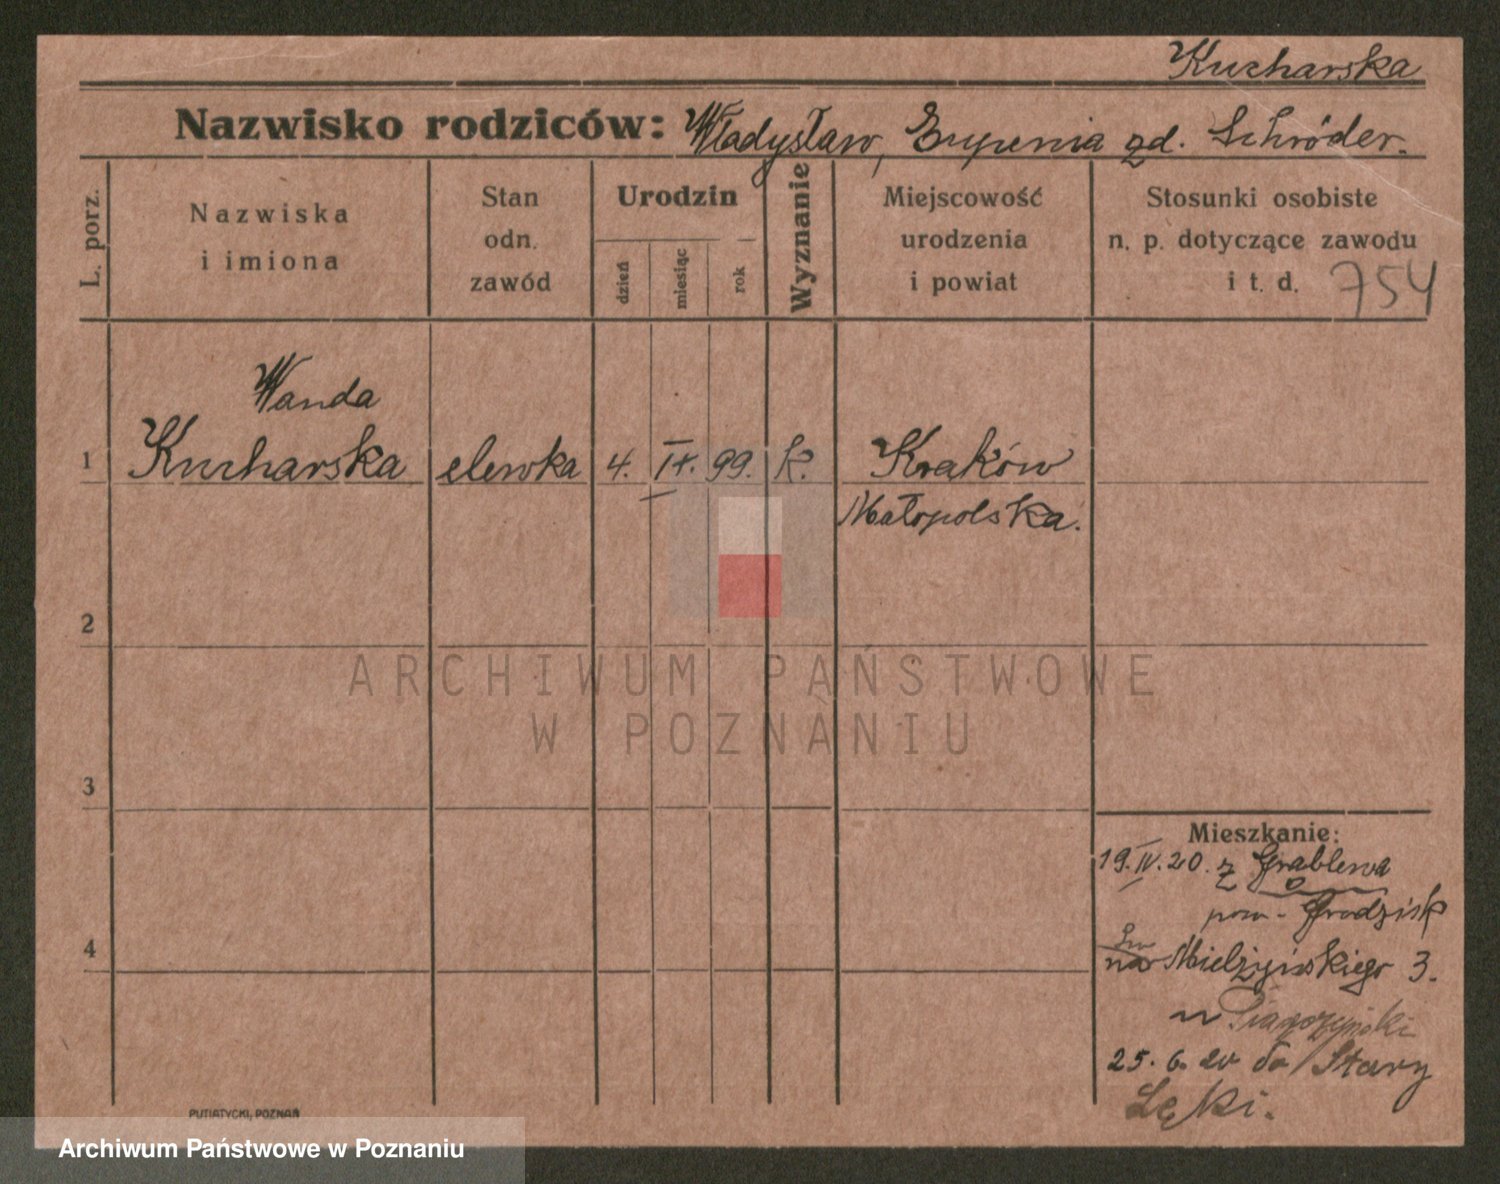 Kucharska
Nazwisko rodziców: Władysław, Eugenia zd. Schröder.
L. porz.
Nazwiska
i imiona
Stan
odn.
zawód
Urodzin
dzień
miesiąc
rok
Wyznanie
Miejscowość
urodzenia
i powiat
Stosunki osobiste
n. p. dotyczące zawodu
i t. d. 754
Wanda
1 Kucharska elewka 4. IX. 99. k. Kraków
Małopolska.
2
3
4
Mieszkanie:
19.IV.20. z Grablewa
pow - Grodzisk
na Mielżyńskiego 3.
25.6.20 do Stary
Łęki.
PUTIATYCKI, POZNAŃ
ARCHIWUM PAŃSTWOWE
W POZNANIU
Archiwum Państwowe w Poznaniu